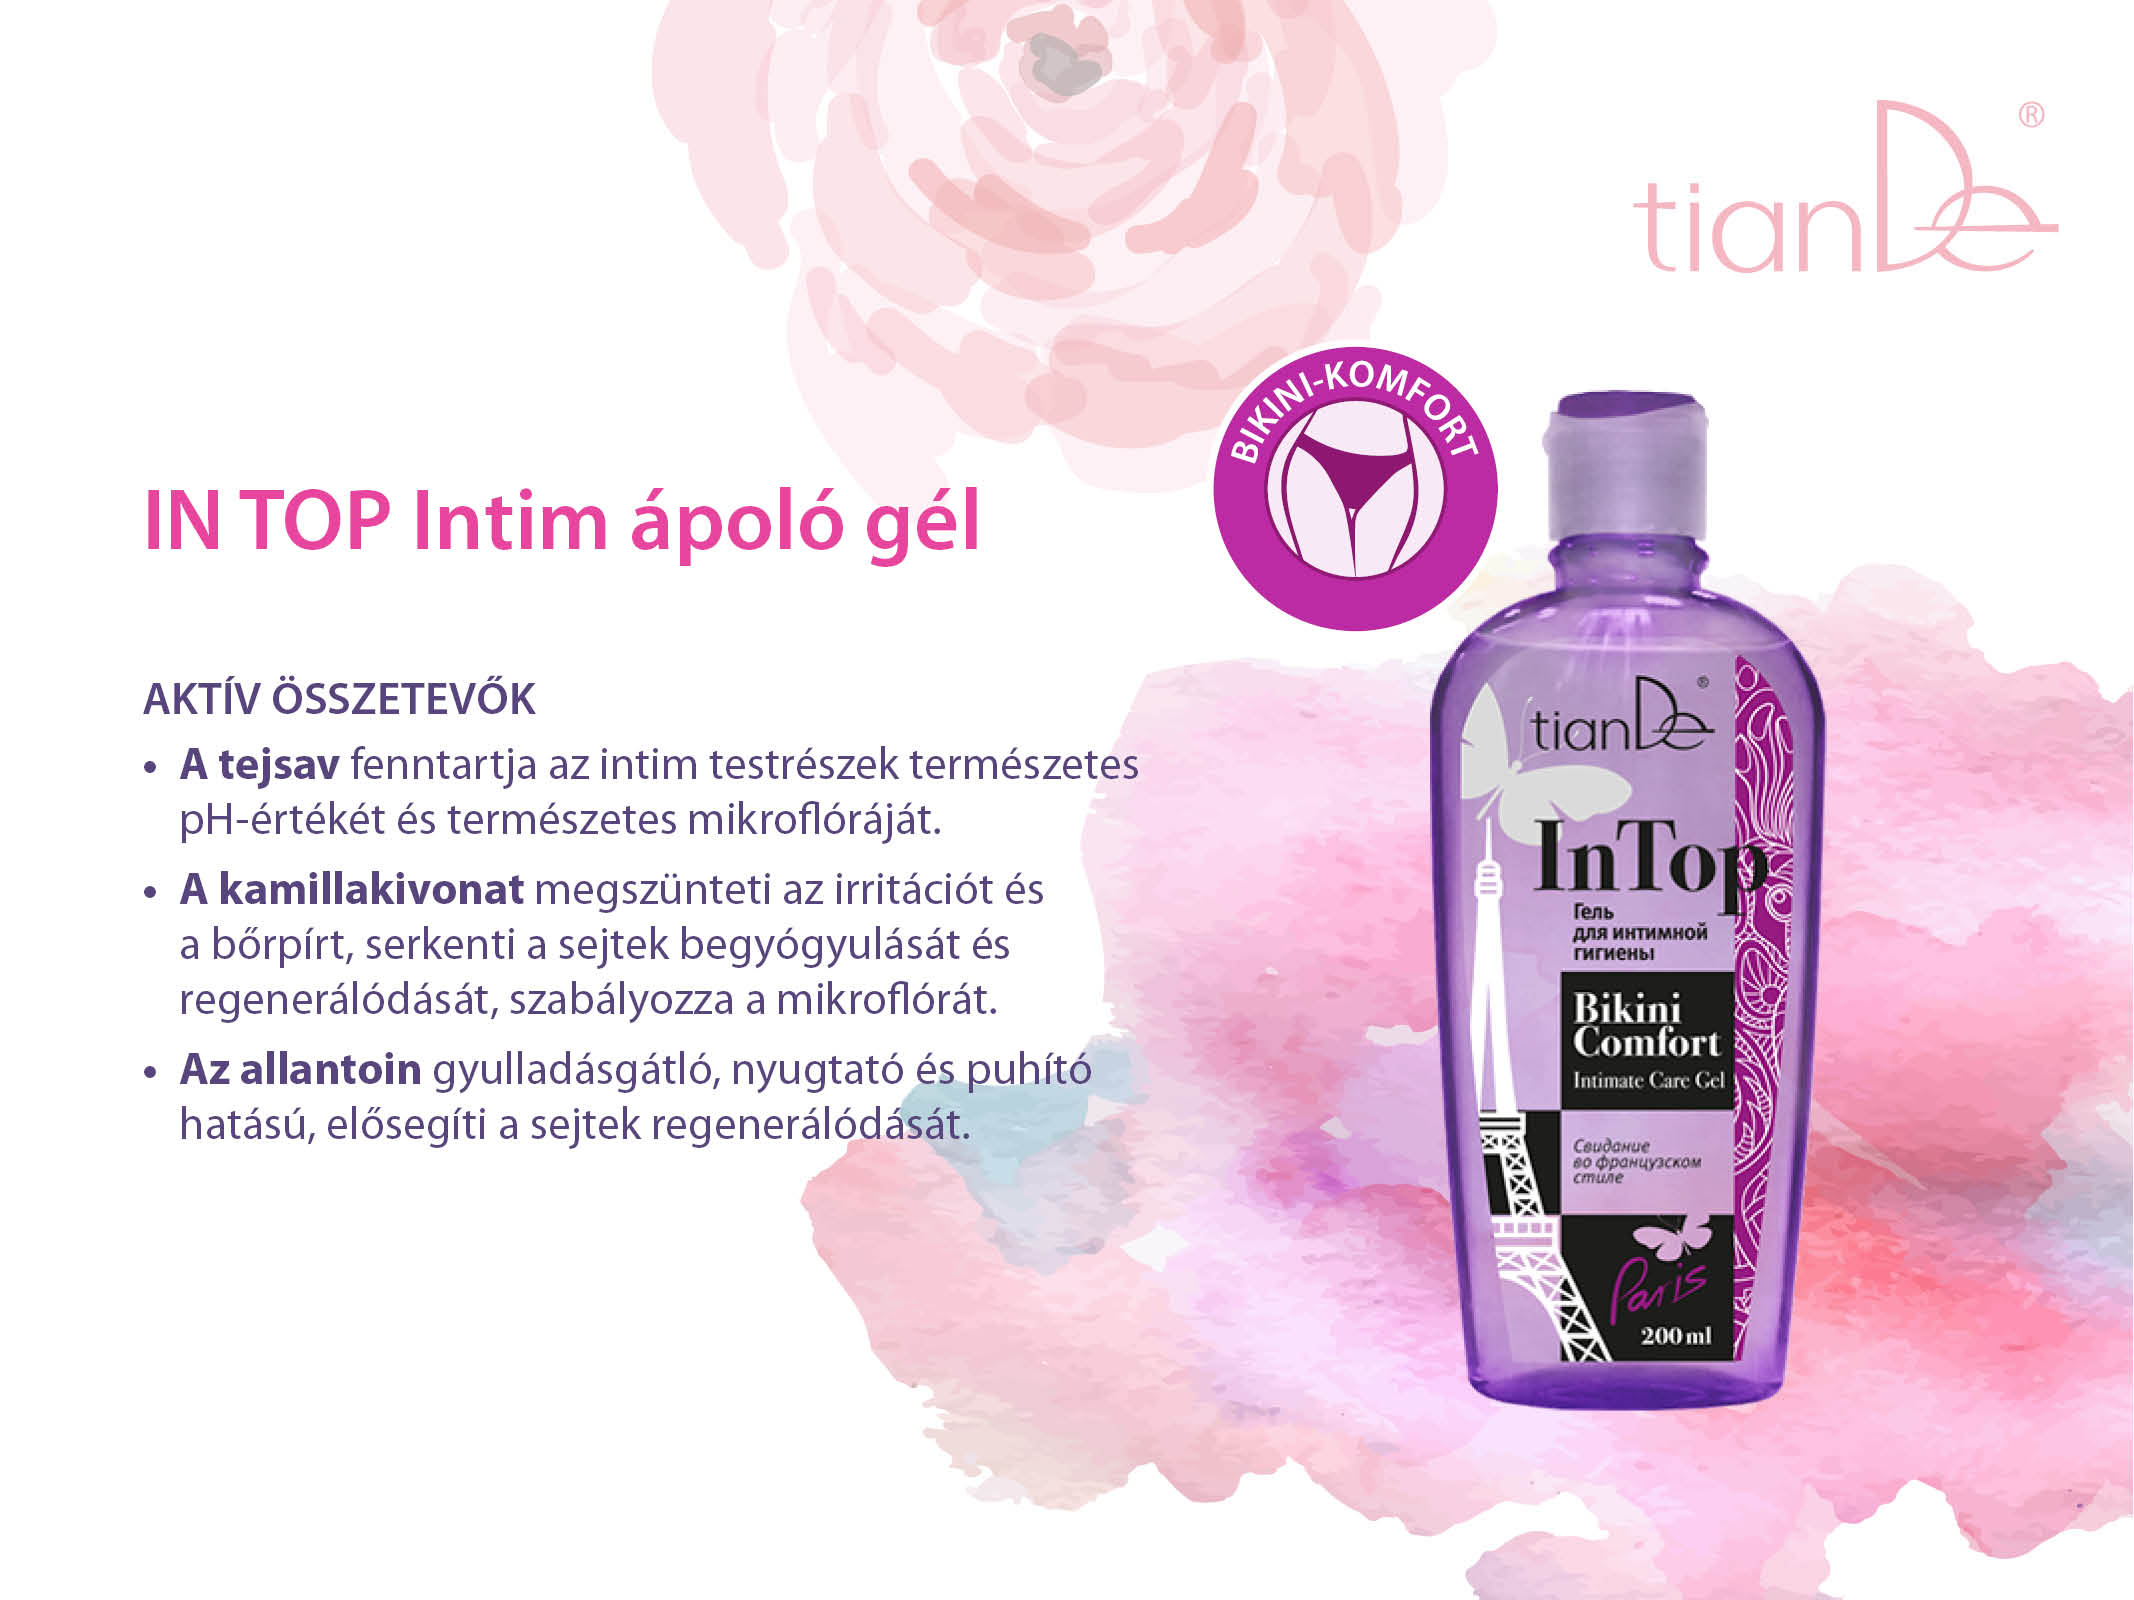 tianDe®
BIKINI-KOMFORT
IN TOP Intim ápoló gél
AKTÍV ÖSSZETEVŐK
• A tejsav fenntartja az intim testrészek természetes
pH-értékét és természetes mikroflóráját.
• A kamillakivonat megszünteti az irritációt és
a bőrpírt, serkenti a sejtek begyógyulását és
regenerálódását, szabályozza a mikroflórát.
• Az allantoin gyulladásgátló, nyugtató és puhító
hatású, elősegíti a sejtek regenerálódását.
tianDe®
InTop
Гель
для интимной
гигиены
Bikini
Comfort
Intimate Care Gel
Свидание
во французском
стиле
Paris
200 ml